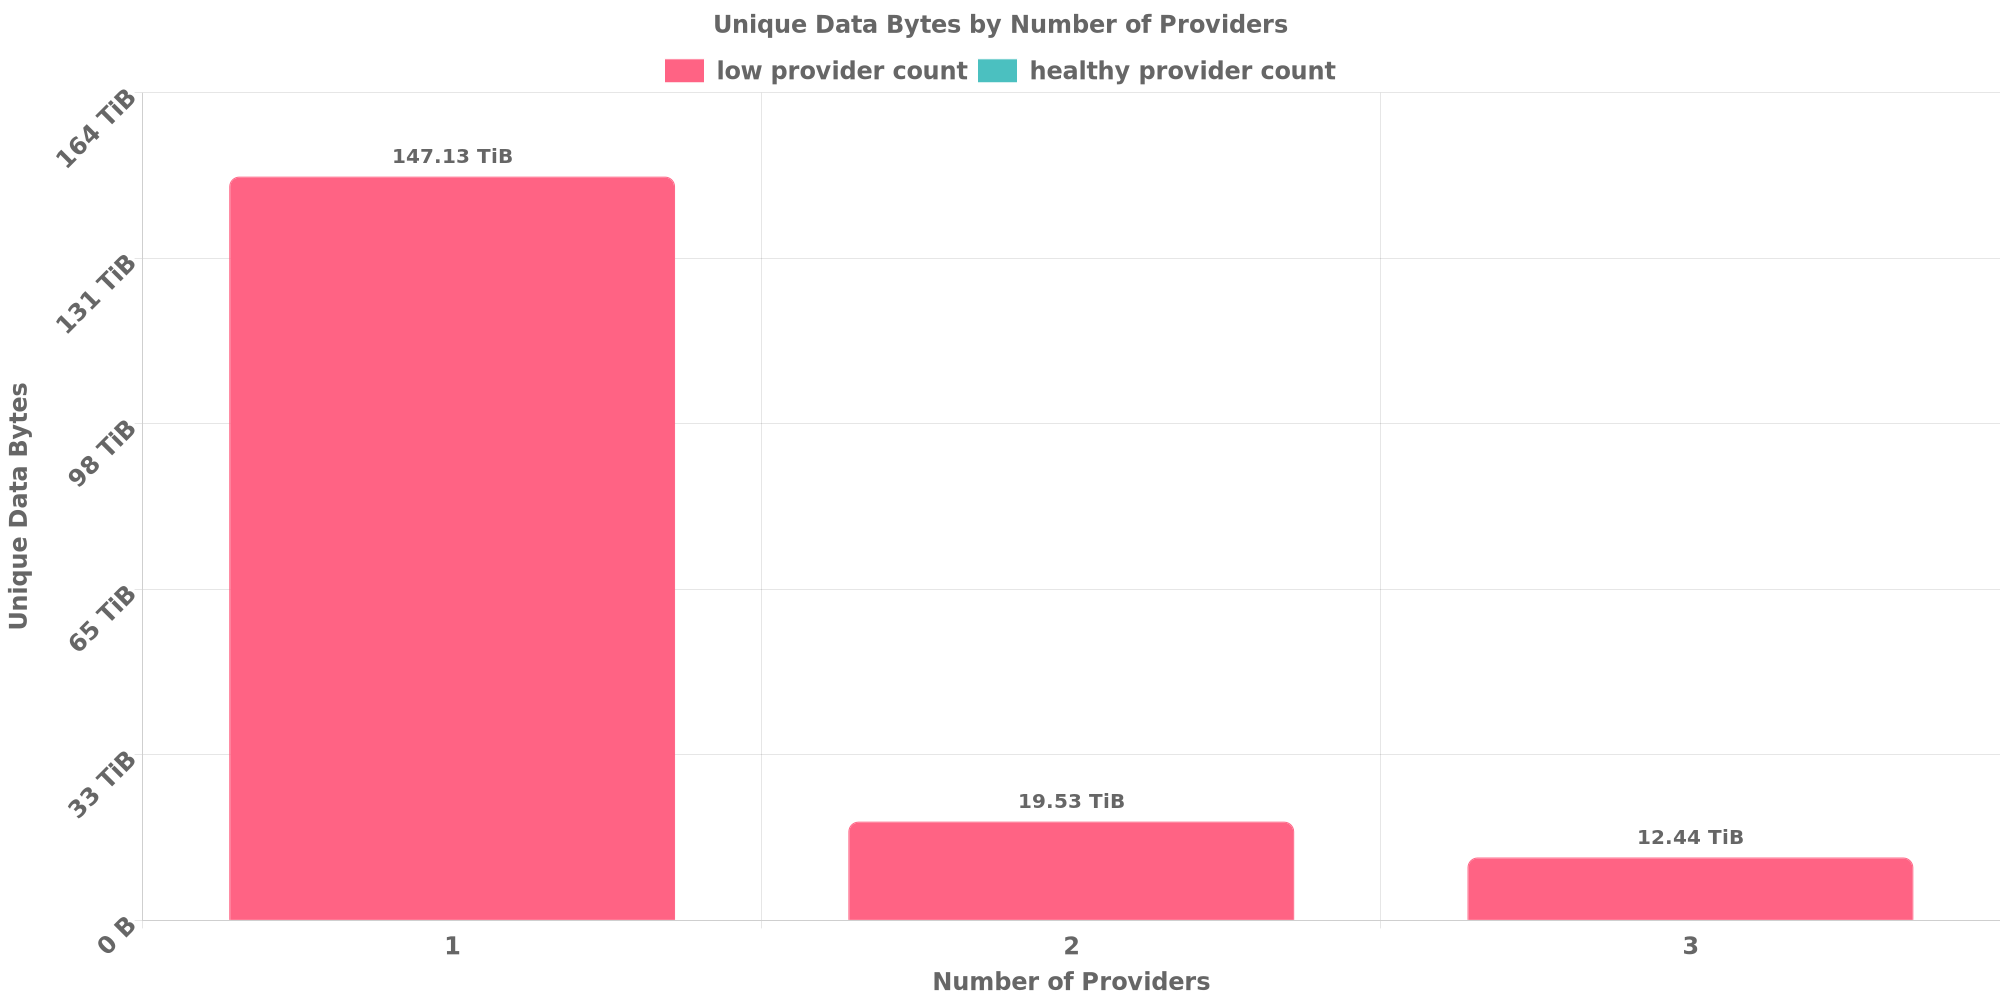 Unique Data Bytes by Number of Providers
low provider count healthy provider count
164 TiB
147.13 TiB
131 TiB
98 TiB
Unique Data Bytes
65 TiB
33 TiB
19.53 TiB
12.44 TiB
0 B
1 2 3
Number of Providers